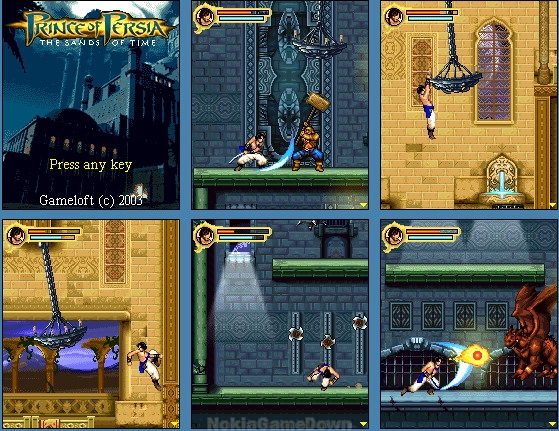 PRINCE OF PERSIA
THE SANDS OF TIME
Press any key
Gameloft (c) 2003
NokiaGameDown